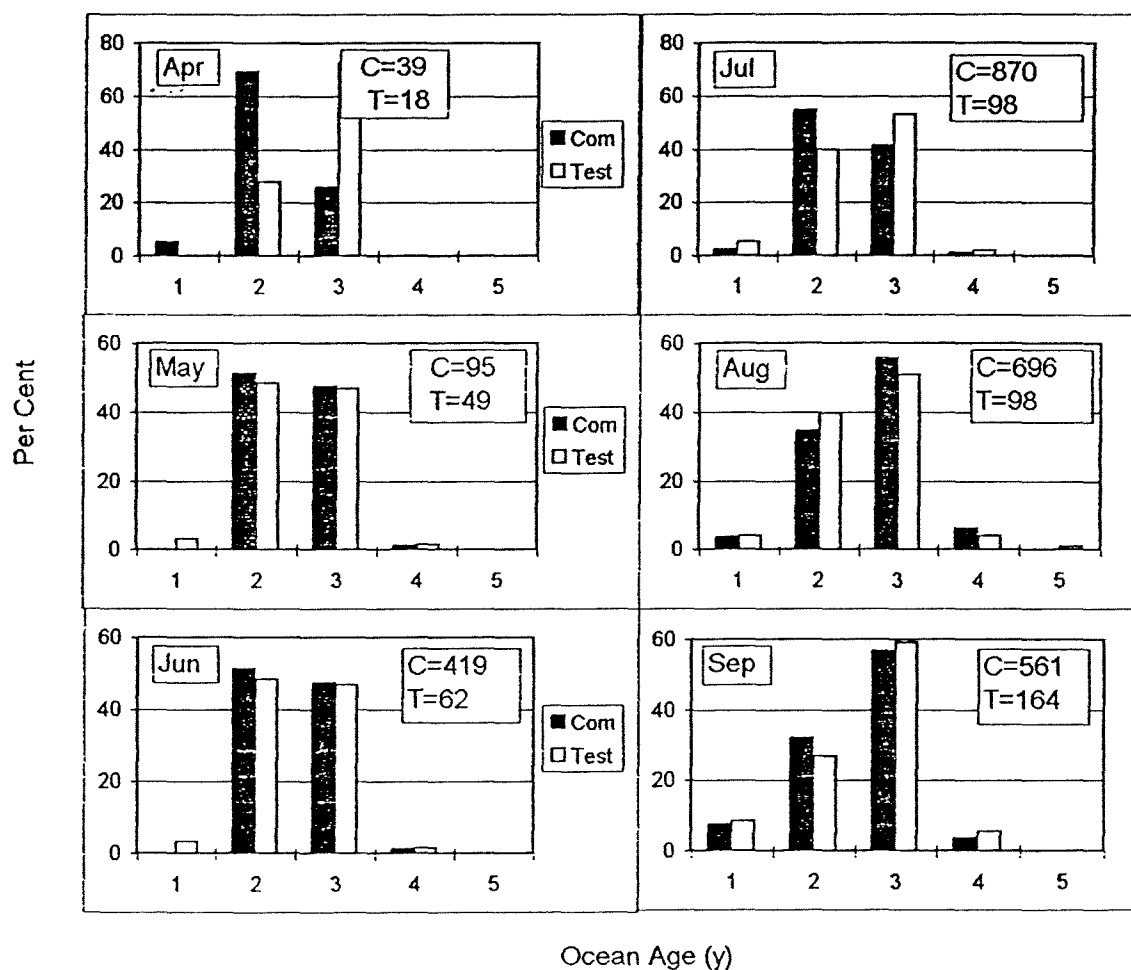 80
60
40
20
0
Apr
C=39
T=18
1 2 3 4 5
Com
Test
80
60
40
20
0
Jul
C=870
T=98
1 2 3 4 5
60
40
20
0
May
C=95
T=49
1 2 3 4 5
Com
Test
60
40
20
0
Aug
C=696
T=98
1 2 3 4 5
60
40
20
0
Jun
C=419
T=62
1 2 3 4 5
Com
Test
60
40
20
0
Sep
C=561
T=164
1 2 3 4 5
Per Cent
Ocean Age (y)